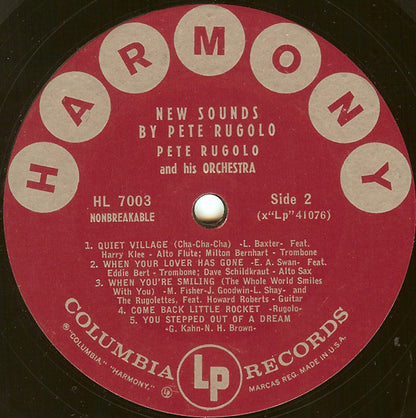 HARMONY
NEW SOUNDS
BY PETE RUGOLO
PETE RUGOLO
and his ORCHESTRA
HL 7003
NONBREAKABLE
Side 2
(x"Lp"41076)
1. QUIET VILLAGE (Cha-Cha-Cha) -L. Baxter- Feat.
Harry Klee - Alto Flute; Milton Bernhart - Trombone
2. WHEN YOUR LOVER HAS GONE -E. A. Swan- Feat.
Eddie Bert - Trombone; Dave Schildkraut - Alto Sax
3. WHEN YOU'RE SMILING (The Whole World Smiles
With You) -M. Fisher-J. Goodwin-L. Shay- and
The Rugolettes, Feat. Howard Roberts - Guitar
4. COME BACK LITTLE ROCKET -Rugolo-
5. YOU STEPPED OUT OF A DREAM
-G. Kahn-N. H. Brown-
COLUMBIA Lp RECORDS
® "COLUMBIA," "HARMONY,"
MARCAS REG. MADE IN U.S.A.